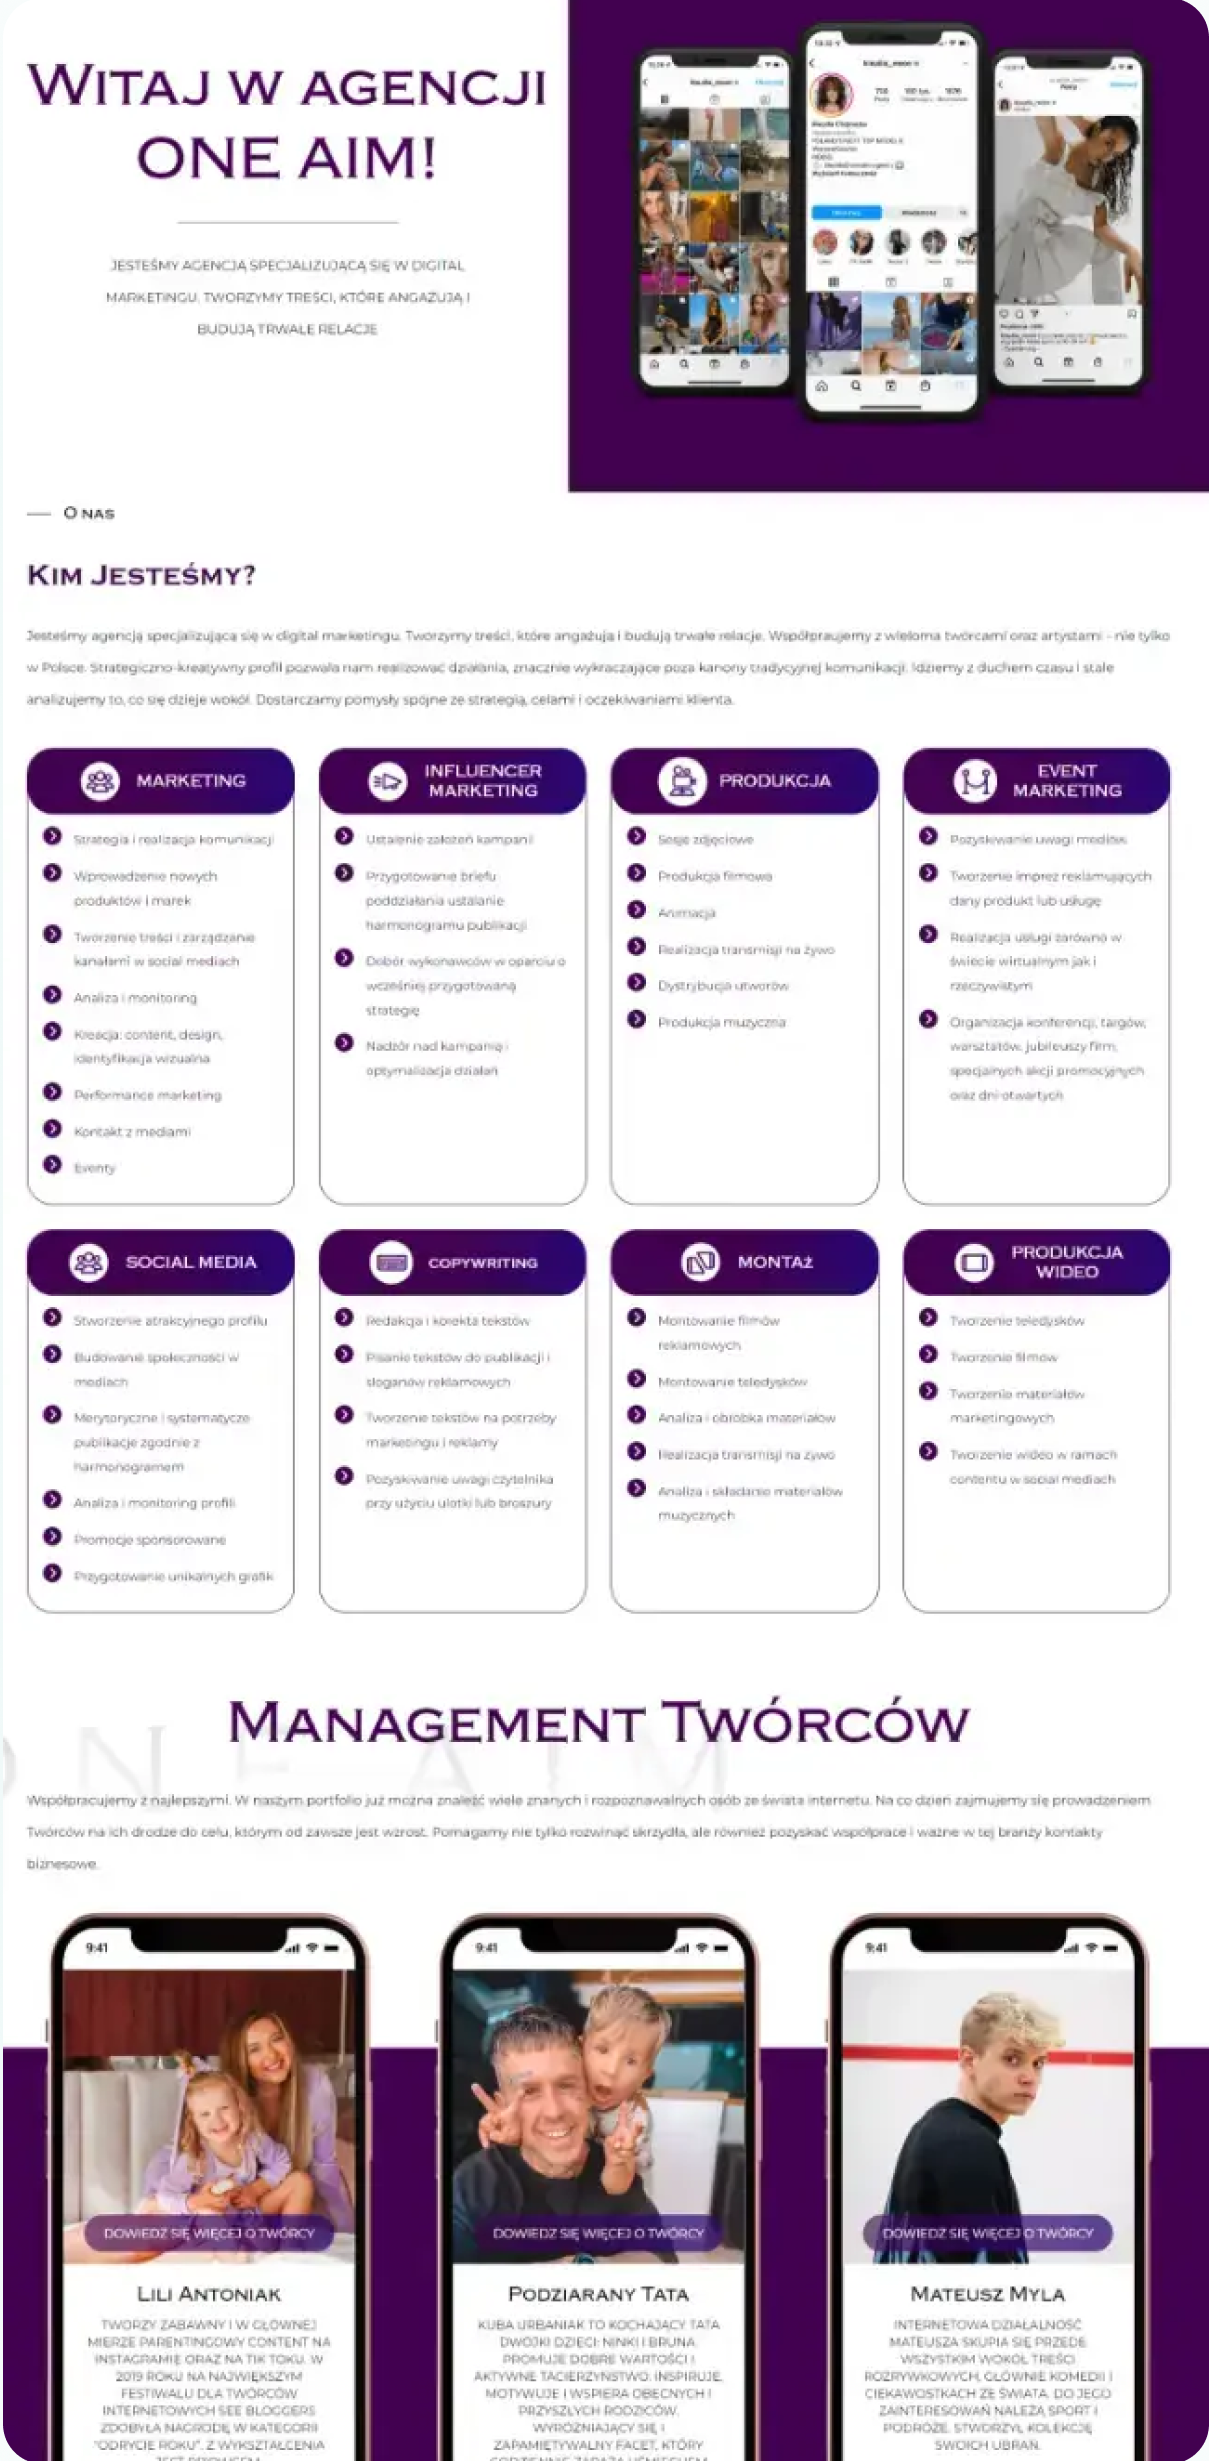 WITAJ W AGENCJI
ONE AIM!
JESTEŚMY AGENCJĄ SPECJALIZUJĄCĄ SIĘ W DIGITAL
MARKETINGU. TWORZYMY TREŚCI, KTÓRE ANGAŻUJĄ I
BUDUJĄ TRWAŁE RELACJE
O NAS
KIM JESTEŚMY?
Jesteśmy agencją specjalizującą się w digital marketingu. Tworzymy treści, które angażują i budują trwałe relacje. Współpraujemy z wieloma twórcami oraz artystami - nie tylko
w Polsce. Strategiczno-kreatywny profil pozwala nam realizować działania, znacznie wykraczające poza kanony tradycyjnej komunikacji. Idziemy z duchem czasu i stale
analizujemy to, co się dzieje wokół. Dostarczamy pomysły spójne ze strategią, celami i oczekiwaniami klienta.
MARKETING
Strategia i realizacja komunikacji
Wprowadzenie nowych
produktów i marek
Tworzenie treści i zarządzanie
kanałami w social mediach
Analiza i monitoring
Kreacja: content, design,
identyfikacja wizualna
Performance marketing
Kontakt z mediami
Eventy
INFLUENCER
MARKETING
Ustalenie założeń kampanii
Przygotowanie briefu
poddziałania ustalanie
harmonogramu publikacji
Dobór wykonawców w oparciu o
wcześniej przygotowaną
strategię
Nadzór nad kampanią i
optymalizacja działań
PRODUKCJA
Sesje zdjęciowe
Produkcja filmowa
Animacja
Realizacja transmisji na żywo
Dystrybucja utworów
Produkcja muzyczna
EVENT
MARKETING
Pozyskiwanie uwagi mediów
Tworzenie imprez reklamujących
dany produkt lub usługę
Realizacja usługi zarówno w
świecie wirtualnym jak i
rzeczywistym
Organizacja konferencji, targów,
warsztatów, jubileuszy firm,
specjalnych akcji promocyjnych
oraz dni otwartych
SOCIAL MEDIA
Stworzenie atrakcyjnego profilu
Budowanie społeczności w
mediach
Merytoryczne i systematycze
publikacje zgodnie z
harmonogramem
Analiza i monitoring profili
Promocje sponsorowane
Przygotowanie unikalnych grafik
COPYWRITING
Redakcja i korekta tekstów
Pisanie tekstów do publikacji i
sloganów reklamowych
Tworzenie tekstów na potrzeby
marketingu i reklamy
Pozyskiwanie uwagi czytelnika
przy użyciu ulotki lub broszury
MONTAŻ
Montowanie filmów
reklamowych
Montowanie teledysków
Analiza i obróbka materiałów
Realizacja transmisji na żywo
Analiza i składanie materiałów
muzycznych
PRODUKCJA
WIDEO
Tworzenie teledysków
Tworzenie filmów
Tworzenie materiałów
marketingowych
Tworzenie wideo w ramach
contentu w social mediach
MANAGEMENT TWÓRCÓW
ONE AIM
Współpracujemy z najlepszymi. W naszym portfolio już można znaleźć wiele znanych i rozpoznawalnych osób ze świata internetu. Na co dzień zajmujemy się prowadzeniem
Twórców na ich drodze do celu, którym od zawsze jest wzrost. Pomagamy nie tylko rozwinąć skrzydła, ale również pozyskać współprace i ważne w tej branży kontakty
biznesowe.
9:41
DOWIEDZ SIĘ WIĘCEJ O TWÓRCY
LILI ANTONIAK
TWORZY ZABAWNY I W GŁÓWNEJ
MIERZE PARENTINGOWY CONTENT NA
INSTAGRAMIE ORAZ NA TIK TOKU. W
2019 ROKU NA NAJWIĘKSZYM
FESTIWALU DLA TWÓRCÓW
INTERNETOWYCH SEE BLOGGERS
ZDOBYŁA NAGRODĘ W KATEGORII
"ODRYCIE ROKU". Z WYKSZTAŁCENIA
9:41
DOWIEDZ SIĘ WIĘCEJ O TWÓRCY
PODZIARANY TATA
KUBA URBANIAK TO KOCHAJĄCY TATA
DWÓJKI DZIECI: NINKI I BRUNA.
PROMUJE DOBRE WARTOŚCI I
AKTYWNE TACIERZYŃSTWO. INSPIRUJE,
MOTYWUJE I WSPIERA OBECNYCH I
PRZYSZŁYCH RODZICÓW.
WYRÓŻNIAJĄCY SIĘ I
ZAPAMIĘTYWALNY FACET, KTÓRY
9:41
DOWIEDZ SIĘ WIĘCEJ O TWÓRCY
MATEUSZ MYLA
INTERNETOWA DZIAŁALNOŚĆ
MATEUSZA SKUPIA SIĘ PRZEDE
WSZYSTKIM WOKÓŁ TREŚCI
ROZRYWKOWYCH, GŁÓWNIE KOMEDII I
CIEKAWOSTKACH ZE ŚWIATA. DO JEGO
ZAINTERESOWAŃ NALEŻĄ SPORT I
PODRÓŻE. STWORZYŁ KOLEKCJĘ
SWOICH UBRAŃ.